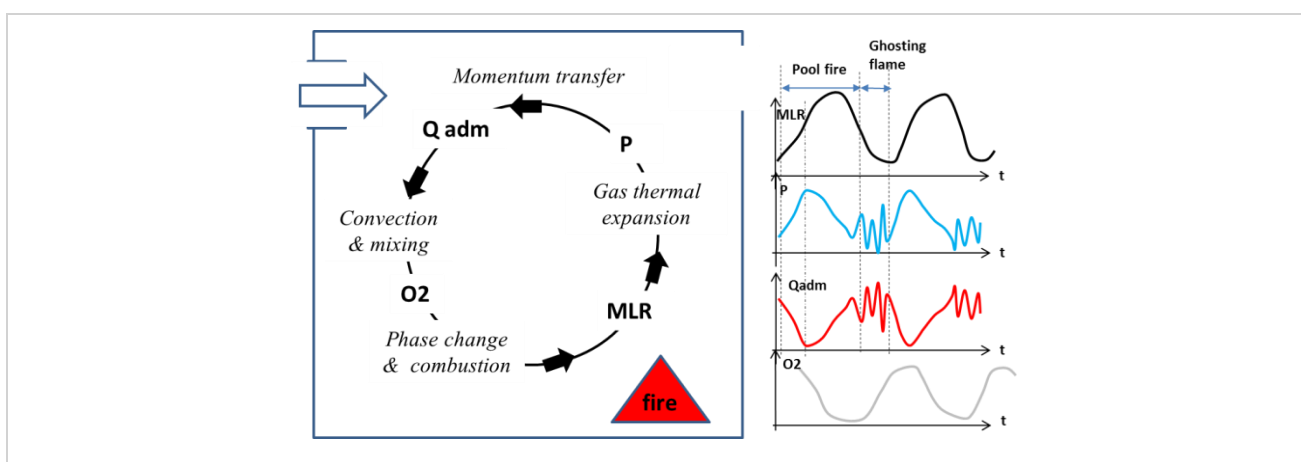 Momentum transfer
Q adm
P
Gas thermal
expansion
Convection
& mixing
O2
MLR
Phase change
& combustion
fire
Ghosting
flame
Pool fire
MLR
t
P
t
Qadm
t
O2
t